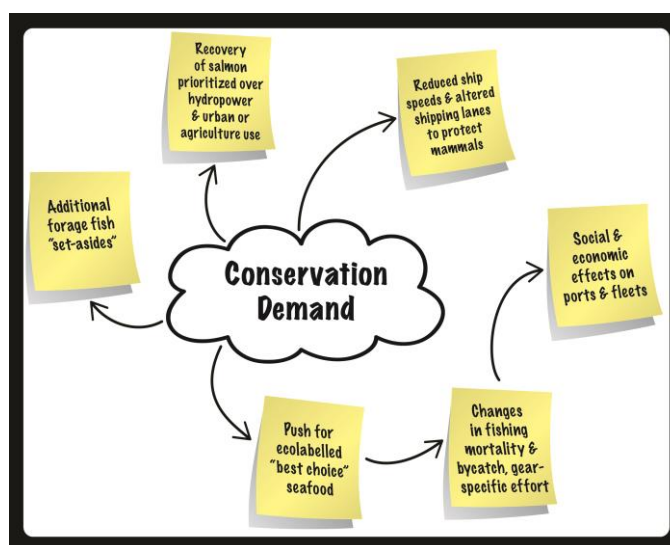 Recovery
of salmon
prioritized over
hydropower
& urban or
agriculture use
Reduced ship
speeds & altered
shipping lanes
to protect
mammals
Additional
forage fish
"set-asides"
Conservation
Demand
Social &
economic
effects on
ports & fleets
Push for
ecolabelled
"best choice"
seafood
Changes
in fishing
mortality &
bycatch, gear-
specific effort